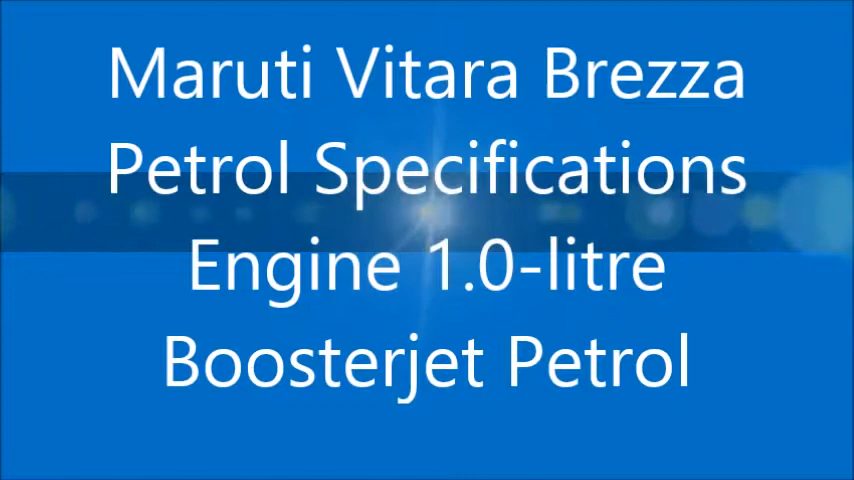 Maruti Vitara Brezza
Petrol Specifications
Engine 1.0-litre
Boosterjet Petrol